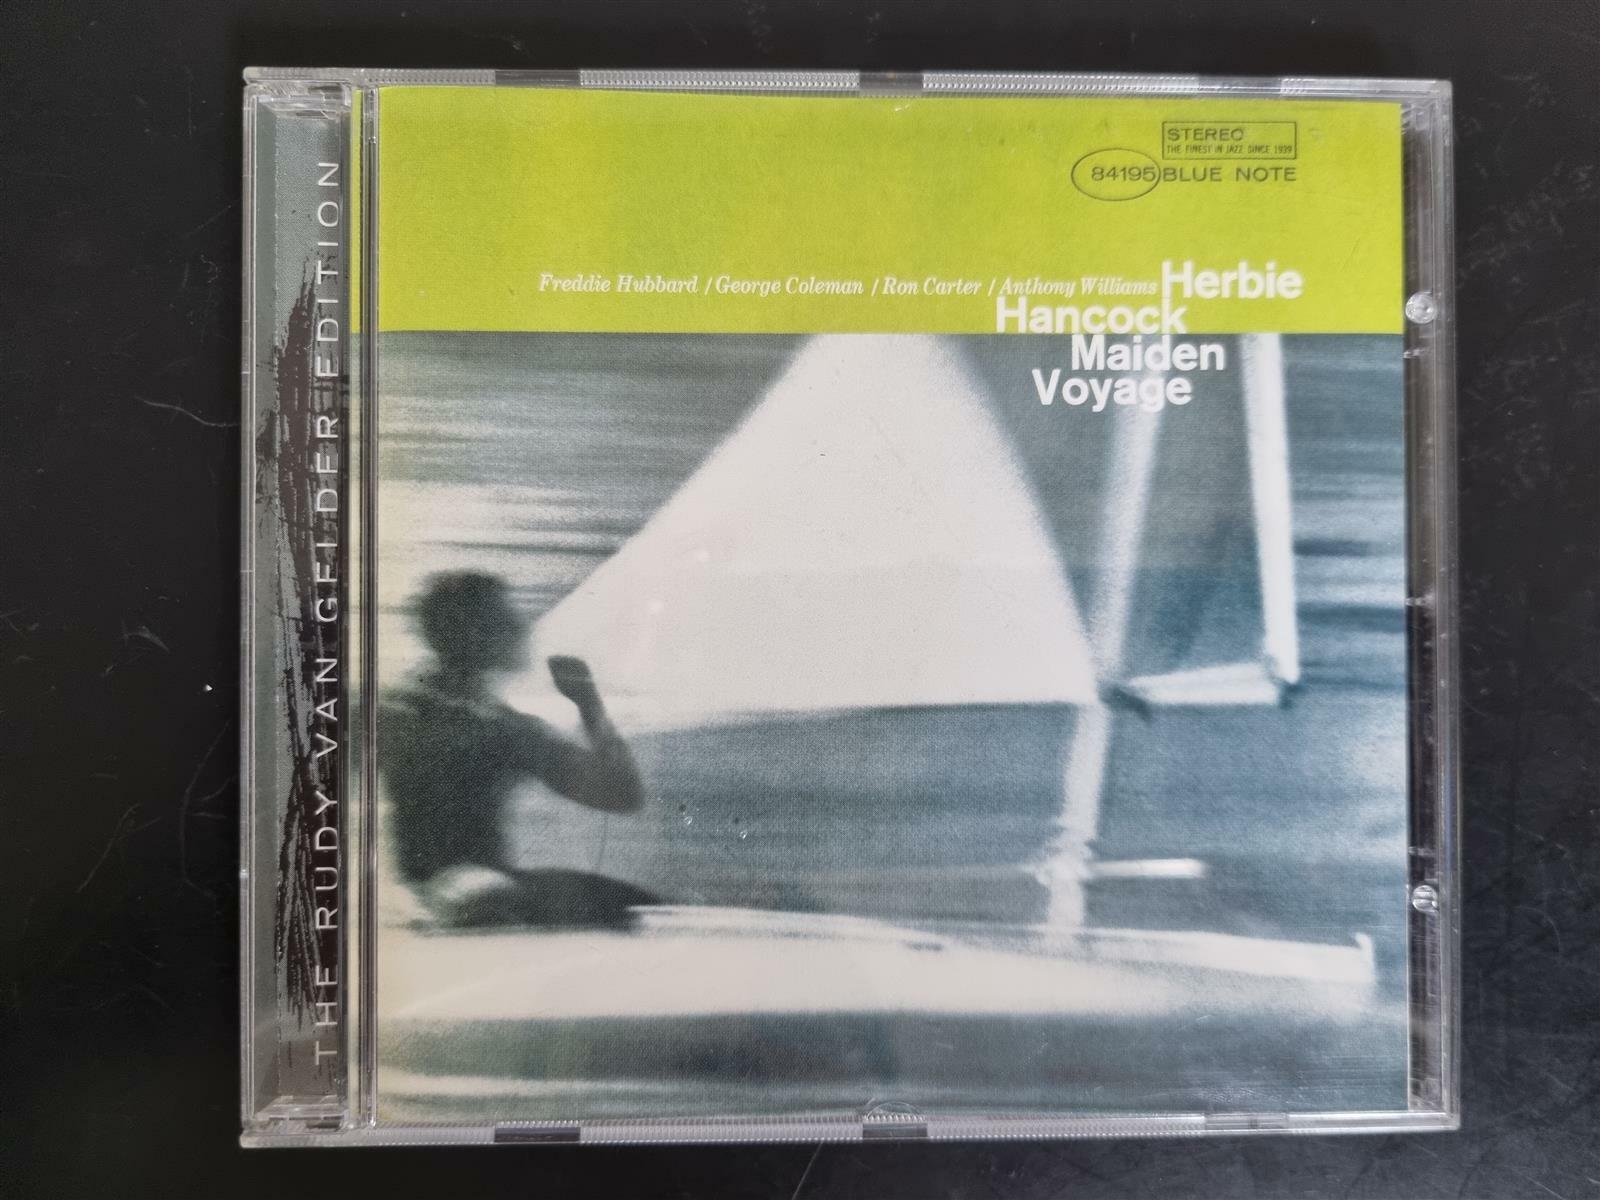 THE RUDY VAN GELDER EDITION
STEREO
THE FINEST IN JAZZ SINCE 1939
84195 BLUE NOTE
Freddie Hubbard / George Coleman / Ron Carter / Anthony Williams Herbie
Hancock
Maiden
Voyage